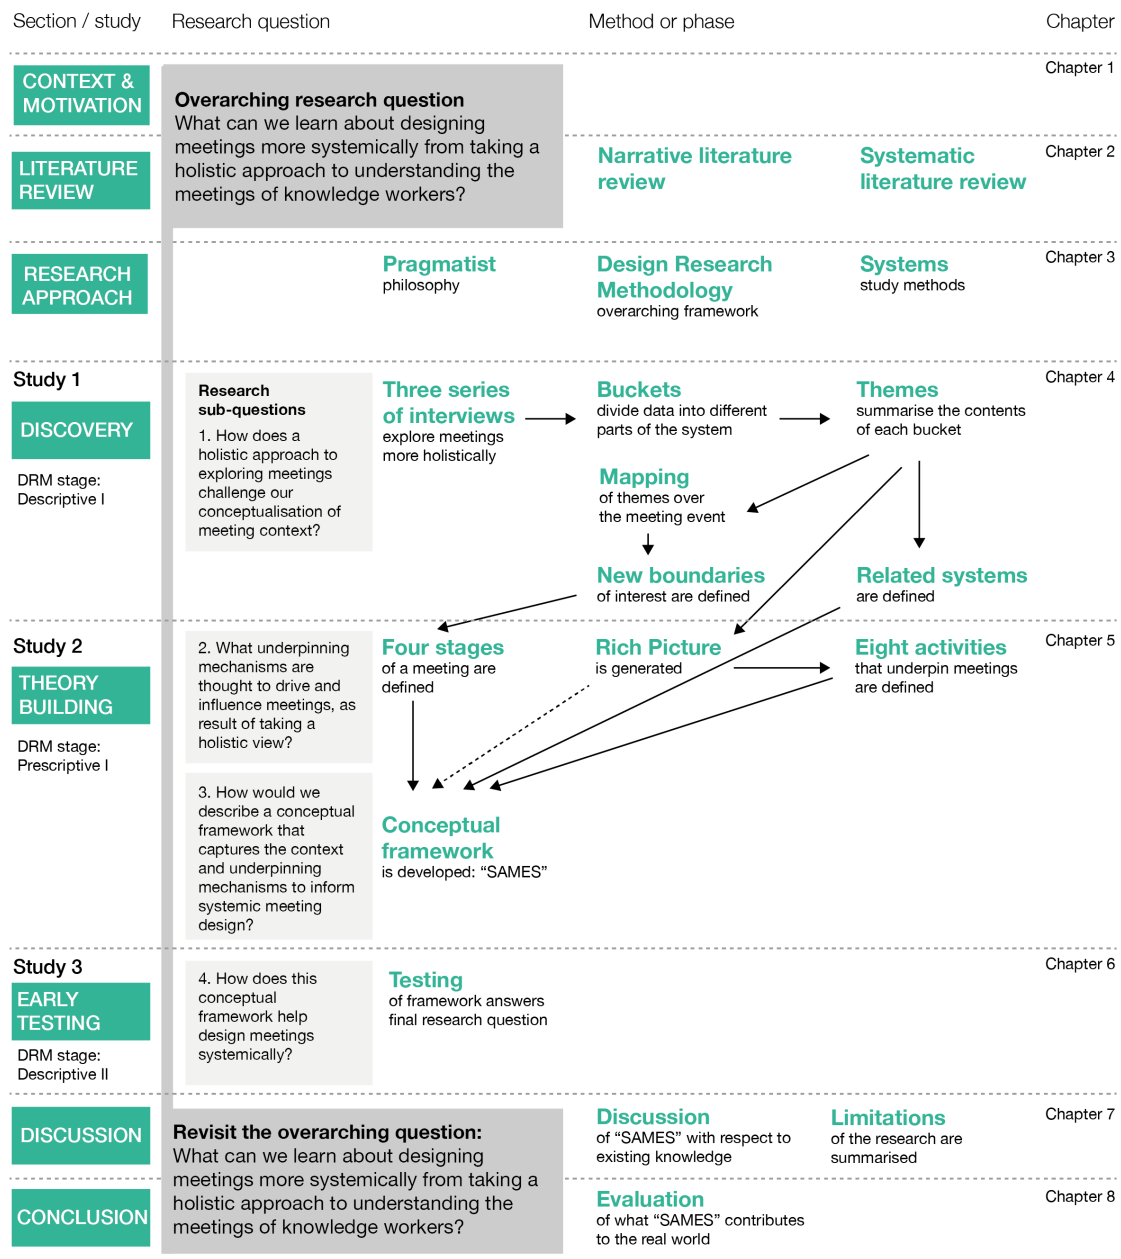 Section / study
Research question
Method or phase
Chapter
CONTEXT &
MOTIVATION
Overarching research question
What can we learn about designing
meetings more systemically from taking a
holistic approach to understanding the
meetings of knowledge workers?
Chapter 1
LITERATURE
REVIEW
Narrative literature
review
Systematic
literature review
Chapter 2
RESEARCH
APPROACH
Pragmatist
philosophy
Design Research
Methodology
overarching framework
Systems
study methods
Chapter 3
Study 1
DISCOVERY
DRM stage:
Descriptive I
Research
sub-questions
1. How does a
holistic approach to
exploring meetings
challenge our
conceptualisation of
meeting context?
Three series
of interviews
explore meetings
more holistically
Buckets
divide data into different
parts of the system
Themes
summarise the contents
of each bucket
Chapter 4
Mapping
of themes over
the meeting event
New boundaries
of interest are defined
Related systems
are defined
Study 2
THEORY
BUILDING
DRM stage:
Prescriptive I
2. What underpinning
mechanisms are
thought to drive and
influence meetings, as
result of taking a
holistic view?
Four stages
of a meeting are
defined
Rich Picture
is generated
Eight activities
that underpin meetings
are defined
Chapter 5
3. How would we
describe a conceptual
framework that
captures the context
and underpinning
mechanisms to inform
systemic meeting
design?
Conceptual
framework
is developed: “SAMES”
Study 3
EARLY
TESTING
DRM stage:
Descriptive II
4. How does this
conceptual
framework help
design meetings
systemically?
Testing
of framework answers
final research question
Chapter 6
DISCUSSION
Revisit the overarching question:
What can we learn about designing
meetings more systemically from taking a
holistic approach to understanding the
meetings of knowledge workers?
Discussion
of “SAMES” with respect to
existing knowledge
Limitations
of the research are
summarised
Chapter 7
CONCLUSION
Evaluation
of what “SAMES” contributes
to the real world
Chapter 8